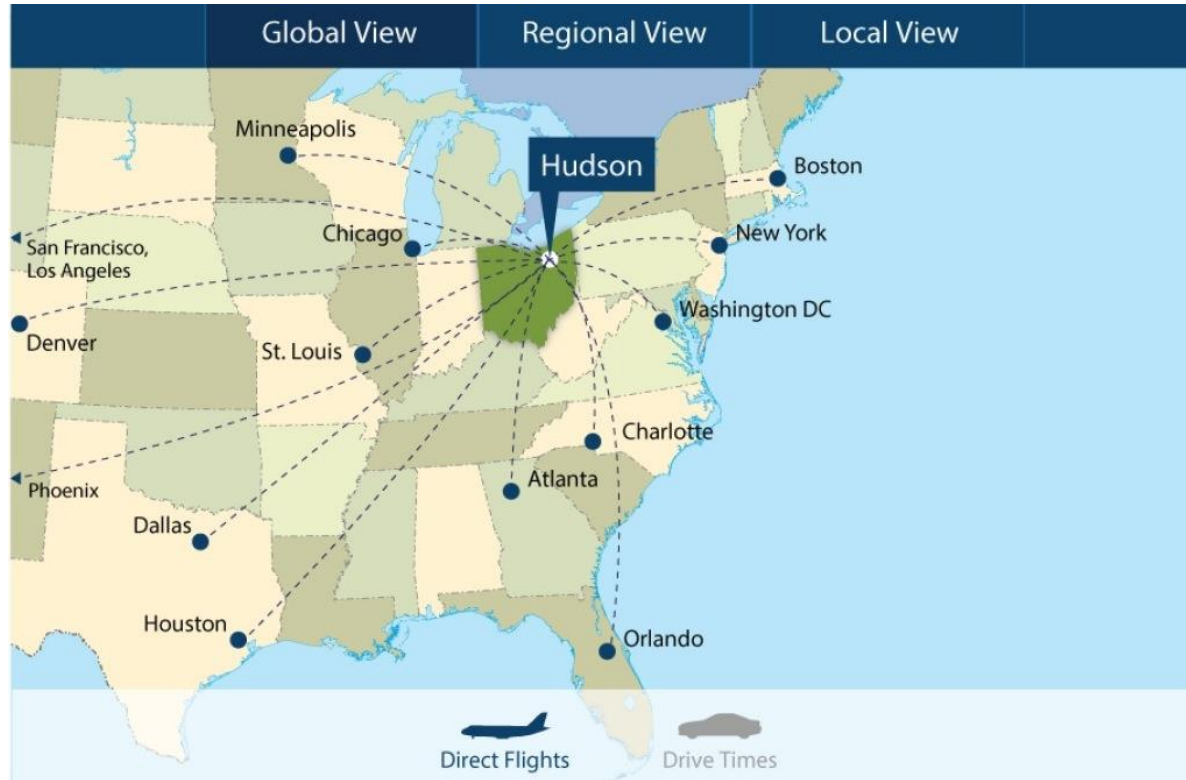 Global View
Regional View
Local View
Minneapolis
Hudson
Boston
Chicago
New York
San Francisco,
Los Angeles
Washington DC
Denver
St. Louis
Charlotte
Phoenix
Atlanta
Dallas
Houston
Orlando
Direct Flights
Drive Times